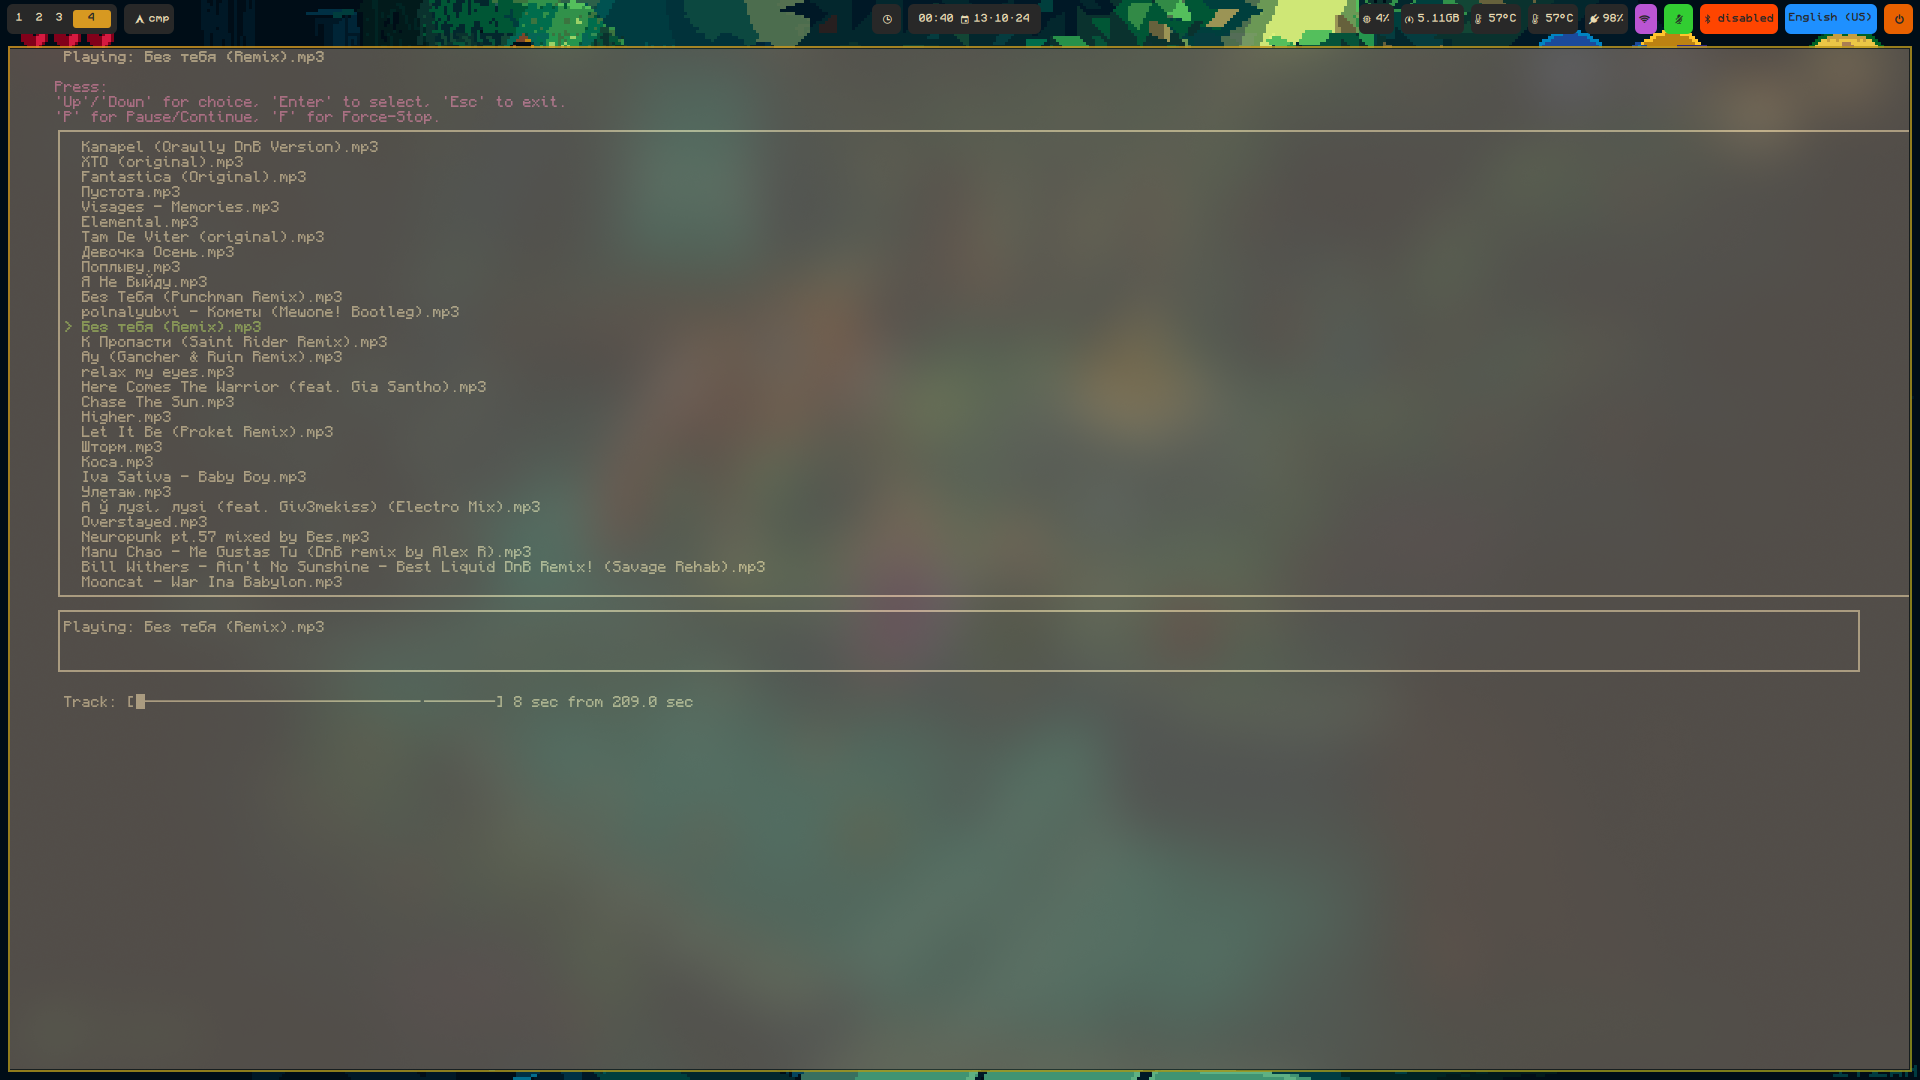 1 2 3 4 cmp 00:40 13·10·24 4% 5.11GB 57°C 57°C 98% disabled English (US)
Playing: Без тебя (Remix).mp3
Press:
'Up'/'Down' for choice, 'Enter' to select, 'Esc' to exit.
'P' for Pause/Continue, 'F' for Force-Stop.
Kanapel (Qrawlly DnB Version).mp3
ХТО (original).mp3
Fantastica (Original).mp3
Пустота.mp3
Visages - Memories.mp3
Elemental.mp3
Tam De Viter (original).mp3
Девочка Осень.mp3
Поплыву.mp3
Я Не Выйду.mp3
Без Тебя (Punchman Remix).mp3
polnalyubvi - Кометы (Mewone! Bootleg).mp3
> Без тебя (Remix).mp3
К Пропасти (Saint Rider Remix).mp3
Ау (Gancher & Ruin Remix).mp3
relax my eyes.mp3
Here Comes The Warrior (feat. Gia Santho).mp3
Chase The Sun.mp3
Higher.mp3
Let It Be (Proket Remix).mp3
Шторм.mp3
Коса.mp3
Iva Sativa - Baby Boy.mp3
Улетаю.mp3
А ў лузі, лузі (feat. Giv3mekiss) (Electro Mix).mp3
Overstayed.mp3
Neuropunk pt.57 mixed by Bes.mp3
Manu Chao - Me Gustas Tu (DnB remix by Alex R).mp3
Bill Withers - Ain't No Sunshine - Best Liquid DnB Remix! (Savage Rehab).mp3
Mooncat - War Ina Babylon.mp3
Playing: Без тебя (Remix).mp3
Track: [ ] 8 sec from 209.0 sec